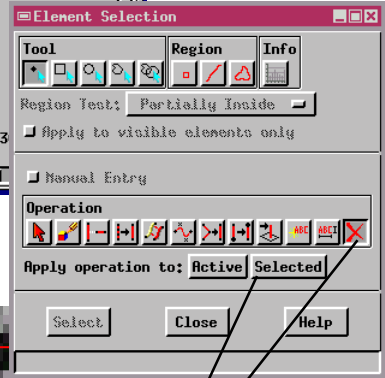 Element Selection
Tool Region Info
Region Test: Partially Inside
Apply to visible elements only
Manual Entry
Operation
ABC ABCI
Apply operation to: Active Selected
Select Close Help